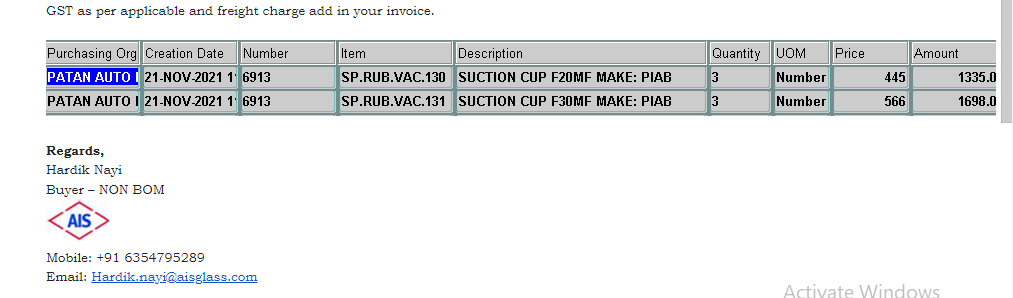 GST as per applicable and freight charge add in your invoice.
Purchasing Org Creation Date Number Item Description Quantity UOM Price Amount
PATAN AUTO 21-NOV-2021 1 6913 SP.RUB.VAC.130 SUCTION CUP F20MF MAKE: PIAB 3 Number 445 1335.0
PATAN AUTO 21-NOV-2021 1 6913 SP.RUB.VAC.131 SUCTION CUP F30MF MAKE: PIAB 3 Number 566 1698.0
Regards,
Hardik Nayi
Buyer – NON BOM
AIS
Mobile: +91 6354795289
Email: Hardik.nayi@aisglass.com
Activate Windows